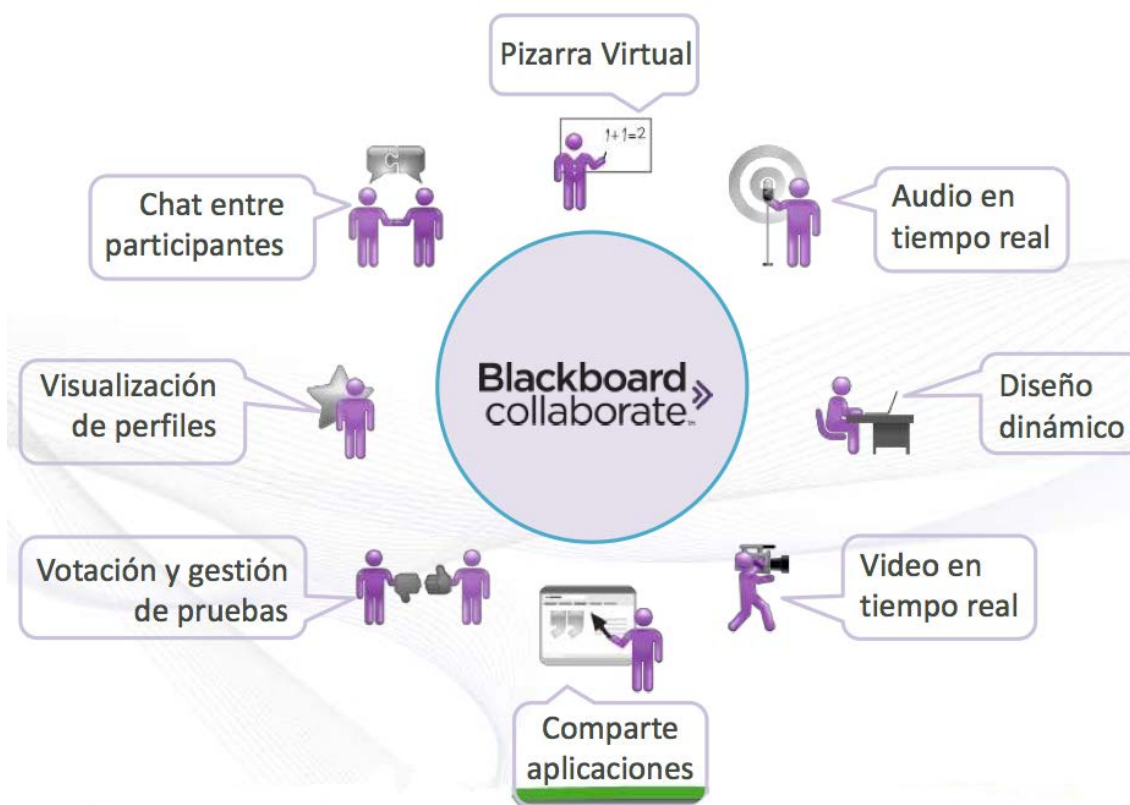 Pizarra Virtual
1+1=2
Chat entre
participantes
Audio en
tiempo real
Blackboard
collaborate
Visualización
de perfiles
Diseño
dinámico
Votación y gestión
de pruebas
Video en
tiempo real
Comparte
aplicaciones